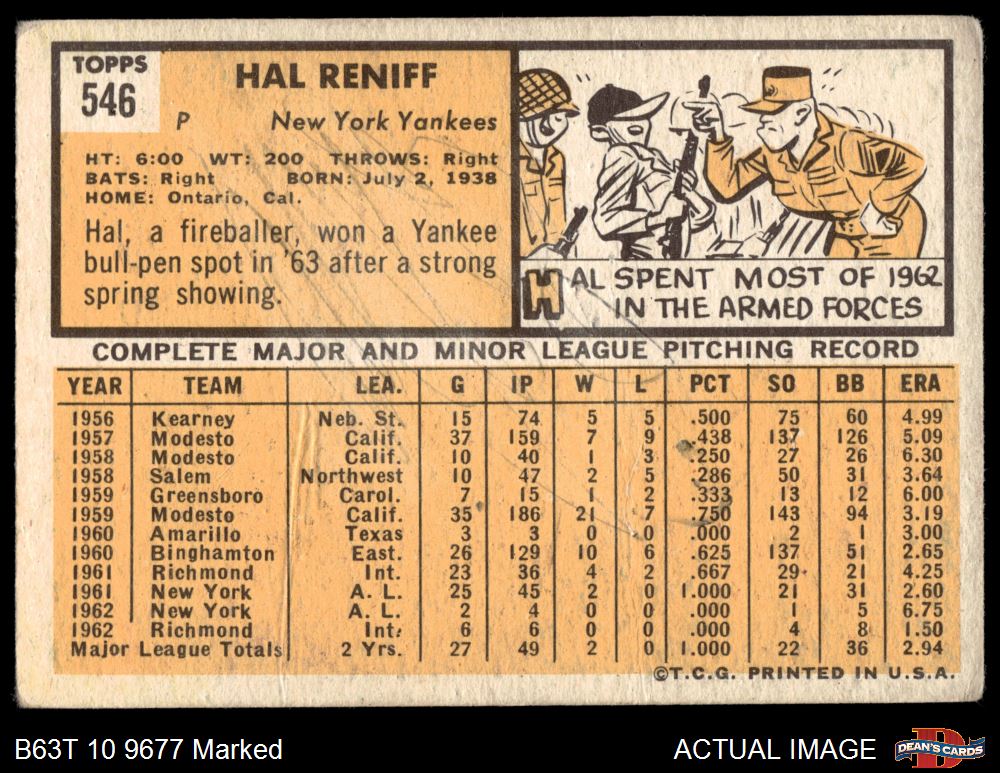 TOPPS
546
HAL RENIFF
P New York Yankees
HT: 6:00 WT: 200 THROWS: Right
BATS: Right BORN: July 2, 1938
HOME: Ontario, Cal.
Hal, a fireballer, won a Yankee
bull-pen spot in '63 after a strong
spring showing.
HAL SPENT MOST OF 1962
IN THE ARMED FORCES
COMPLETE MAJOR AND MINOR LEAGUE PITCHING RECORD
YEAR TEAM LEA. G IP W L PCT SO BB ERA
1956 Kearney Neb. St. 15 74 5 5 .500 75 60 4.99
1957 Modesto Calif. 37 159 7 9 .438 137 126 5.09
1958 Modesto Calif. 10 40 1 3 .250 27 26 6.30
1958 Salem Northwest 10 47 2 5 .286 50 31 3.64
1959 Greensboro Carol. 7 15 1 2 .333 13 12 6.00
1959 Modesto Calif. 35 186 21 7 .750 143 94 3.19
1960 Amarillo Texas 3 3 0 0 .000 2 1 3.00
1960 Binghamton East. 26 129 10 6 .625 137 51 2.65
1961 Richmond Int. 23 36 4 2 .667 29 21 4.25
1961 New York A. L. 25 45 2 0 1.000 21 31 2.60
1962 New York A. L. 2 4 0 0 .000 1 5 6.75
1962 Richmond Int. 6 6 0 0 .000 4 8 1.50
Major League Totals 2 Yrs. 27 49 2 0 1.000 22 36 2.94
©T.C.G. PRINTED IN U.S.A.
B63T 10 9677 Marked
ACTUAL IMAGE
DEAN'S CARDS